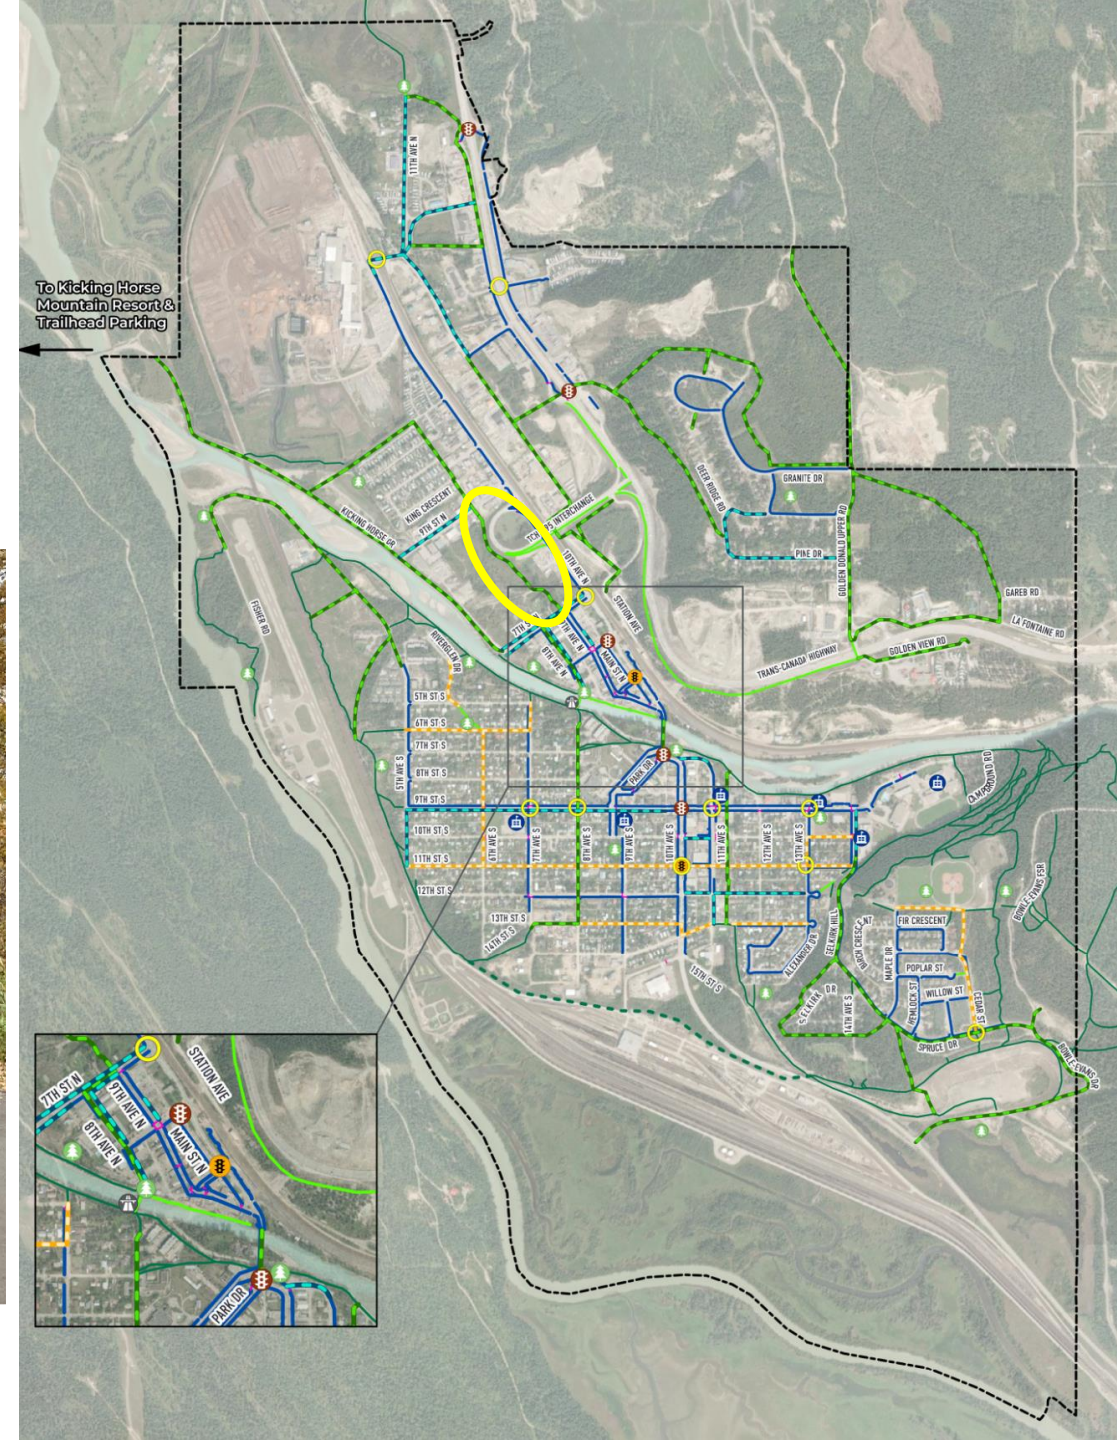 To Kicking Horse
Mountain Resort &
Trailhead Parking
11TH AVE N
KING CRESCENT
9TH ST N
KICKING HORSE DR
TCH
95 INTERCHANGE
10TH AVE N
DEER RIDGE RD
GRANITE DR
PINE DR
GOLDEN DONALD UPPER RD
GAREB RD
LA FONTAINE RD
GOLDEN VIEW RD
TRANS-CANADA HIGHWAY
STATION AVE
FISHER RD
RIVERGLEN DR
8TH AVE N
MAIN ST N
5TH ST S
6TH ST S
7TH ST S
8TH ST S
9TH ST S
10TH ST S
11TH ST S
12TH ST S
13TH ST S
14TH ST S
15TH ST S
PARK DR
5TH AVE S
6TH AVE S
7TH AVE S
8TH AVE S
9TH AVE S
10TH AVE S
11TH AVE S
12TH AVE S
13TH AVE S
14TH AVE S
ALEXANDER DR
SELKIRK HILL
SELKIRK DR
BIRCH CRESCENT
MAPLE DR
FIR CRESCENT
POPLAR ST
HEMLOCK ST
WILLOW ST
CEDAR ST
SPRUCE DR
BOWLE-EVANS DR
BOWLE-EVANS FSR
CAMPGROUND RD
7TH ST N
9TH AVE N
8TH AVE N
MAIN ST N
STATION AVE
PARK DR